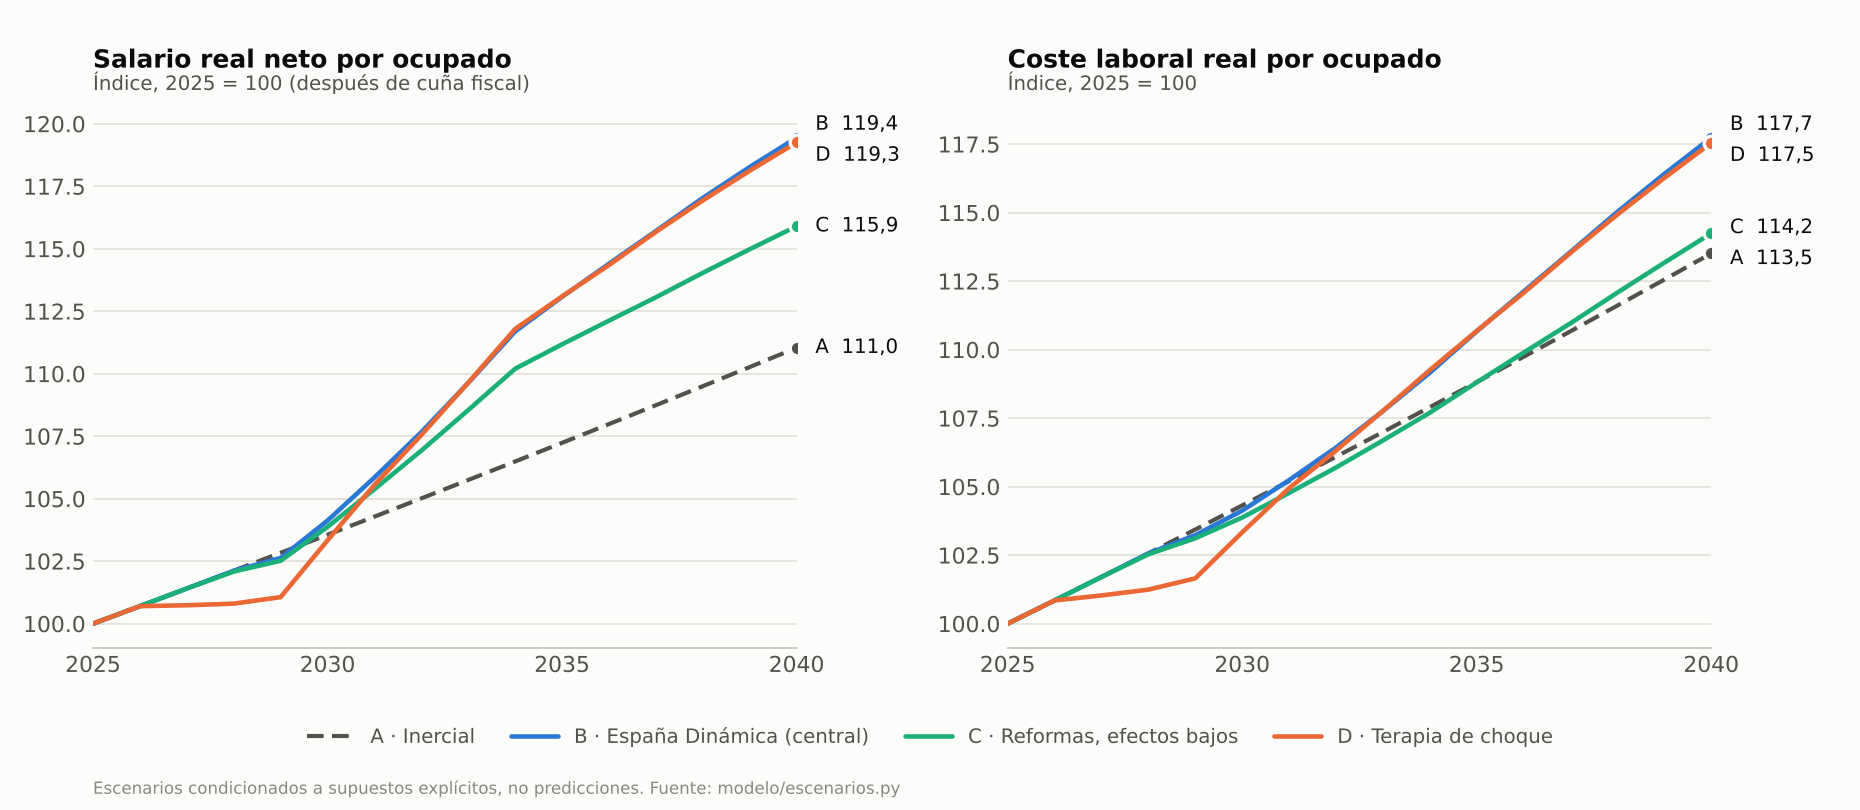 Salario real neto por ocupado
Índice, 2025 = 100 (después de cuña fiscal)
120.0
117.5
115.0
112.5
110.0
107.5
105.0
102.5
100.0
2025
2030
2035
2040
B 119,4
D 119,3
C 115,9
A 111,0
Coste laboral real por ocupado
Índice, 2025 = 100
117.5
115.0
112.5
110.0
107.5
105.0
102.5
100.0
2025
2030
2035
2040
B 117,7
D 117,5
C 114,2
A 113,5
A · Inercial
B · España Dinámica (central)
C · Reformas, efectos bajos
D · Terapia de choque
Escenarios condicionados a supuestos explícitos, no predicciones. Fuente: modelo/escenarios.py